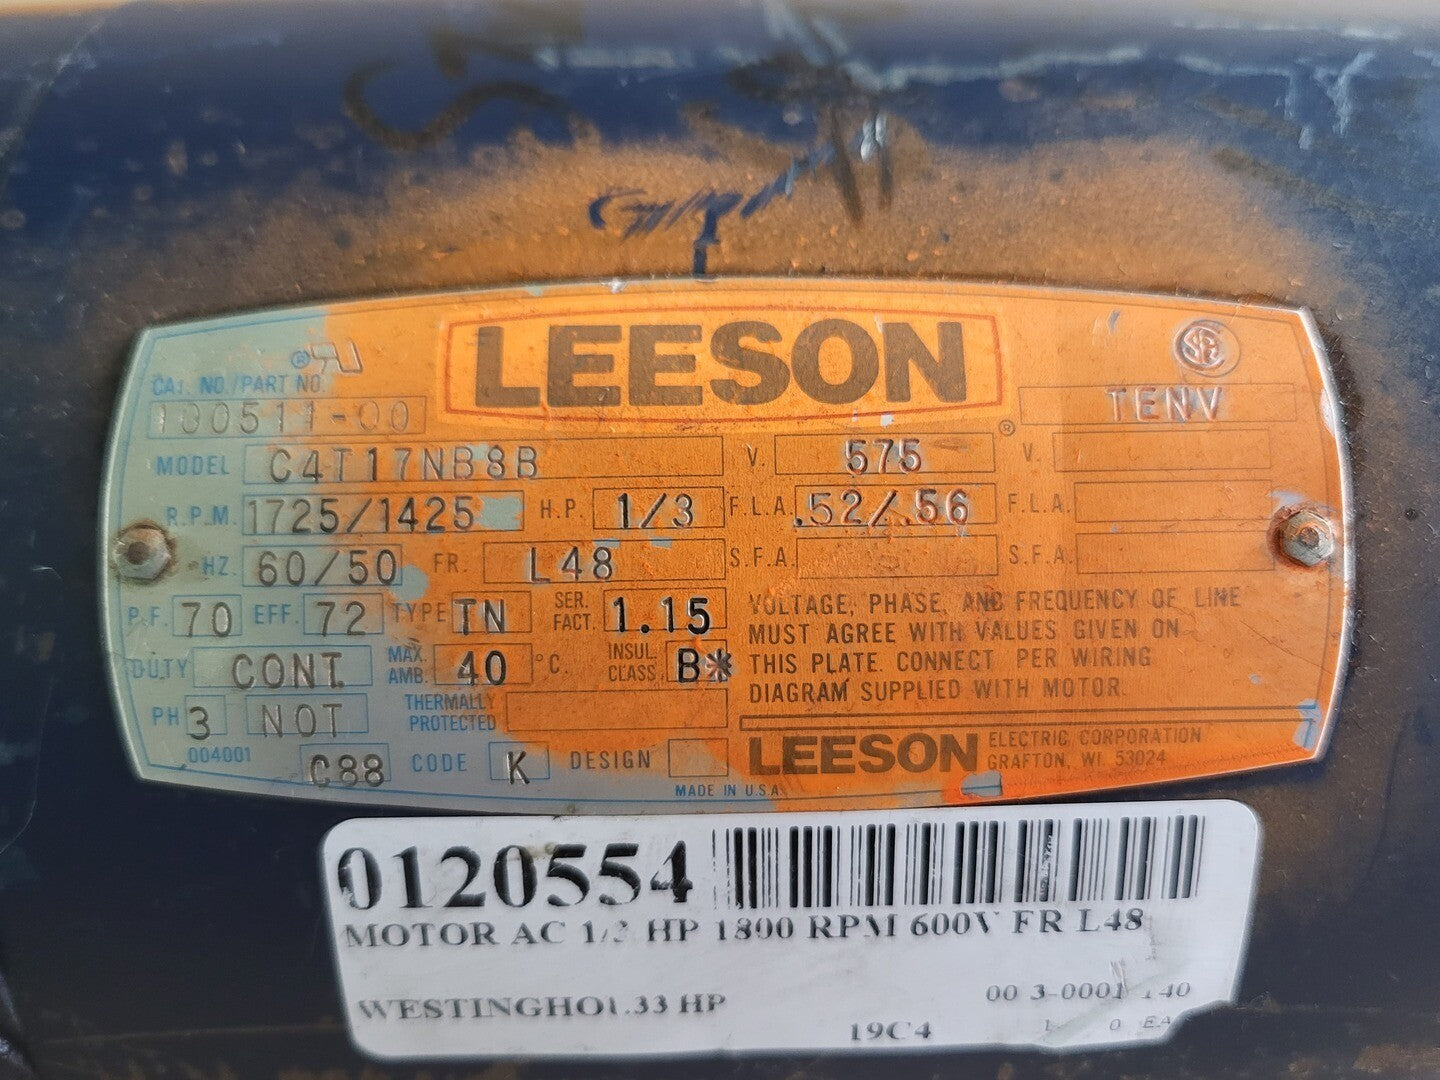 LEESON
®
CAT. NO./PART NO.
100511-00
TENV
MODEL C4T17NB8B V. 575 V.
R.P.M. 1725/1425 H.P. 1/3 F.L.A. .52/.56 F.L.A.
HZ. 60/50 FR. L48 S.F.A. S.F.A.
P.F. 70 EFF. 72 TYPE TN SER. FACT. 1.15
DUTY CONT. MAX. AMB. 40 °C. INSUL. CLASS B*
PH 3 NOT THERMALLY PROTECTED
004001 C88 CODE K DESIGN
VOLTAGE, PHASE, AND FREQUENCY OF LINE
MUST AGREE WITH VALUES GIVEN ON
THIS PLATE. CONNECT PER WIRING
DIAGRAM SUPPLIED WITH MOTOR.
LEESON ELECTRIC CORPORATION
GRAFTON, WI. 53024
MADE IN U.S.A.
0120554
MOTOR AC 1/3 HP 1800 RPM 600V FR L48
WESTINGHOU.33 HP
19C4